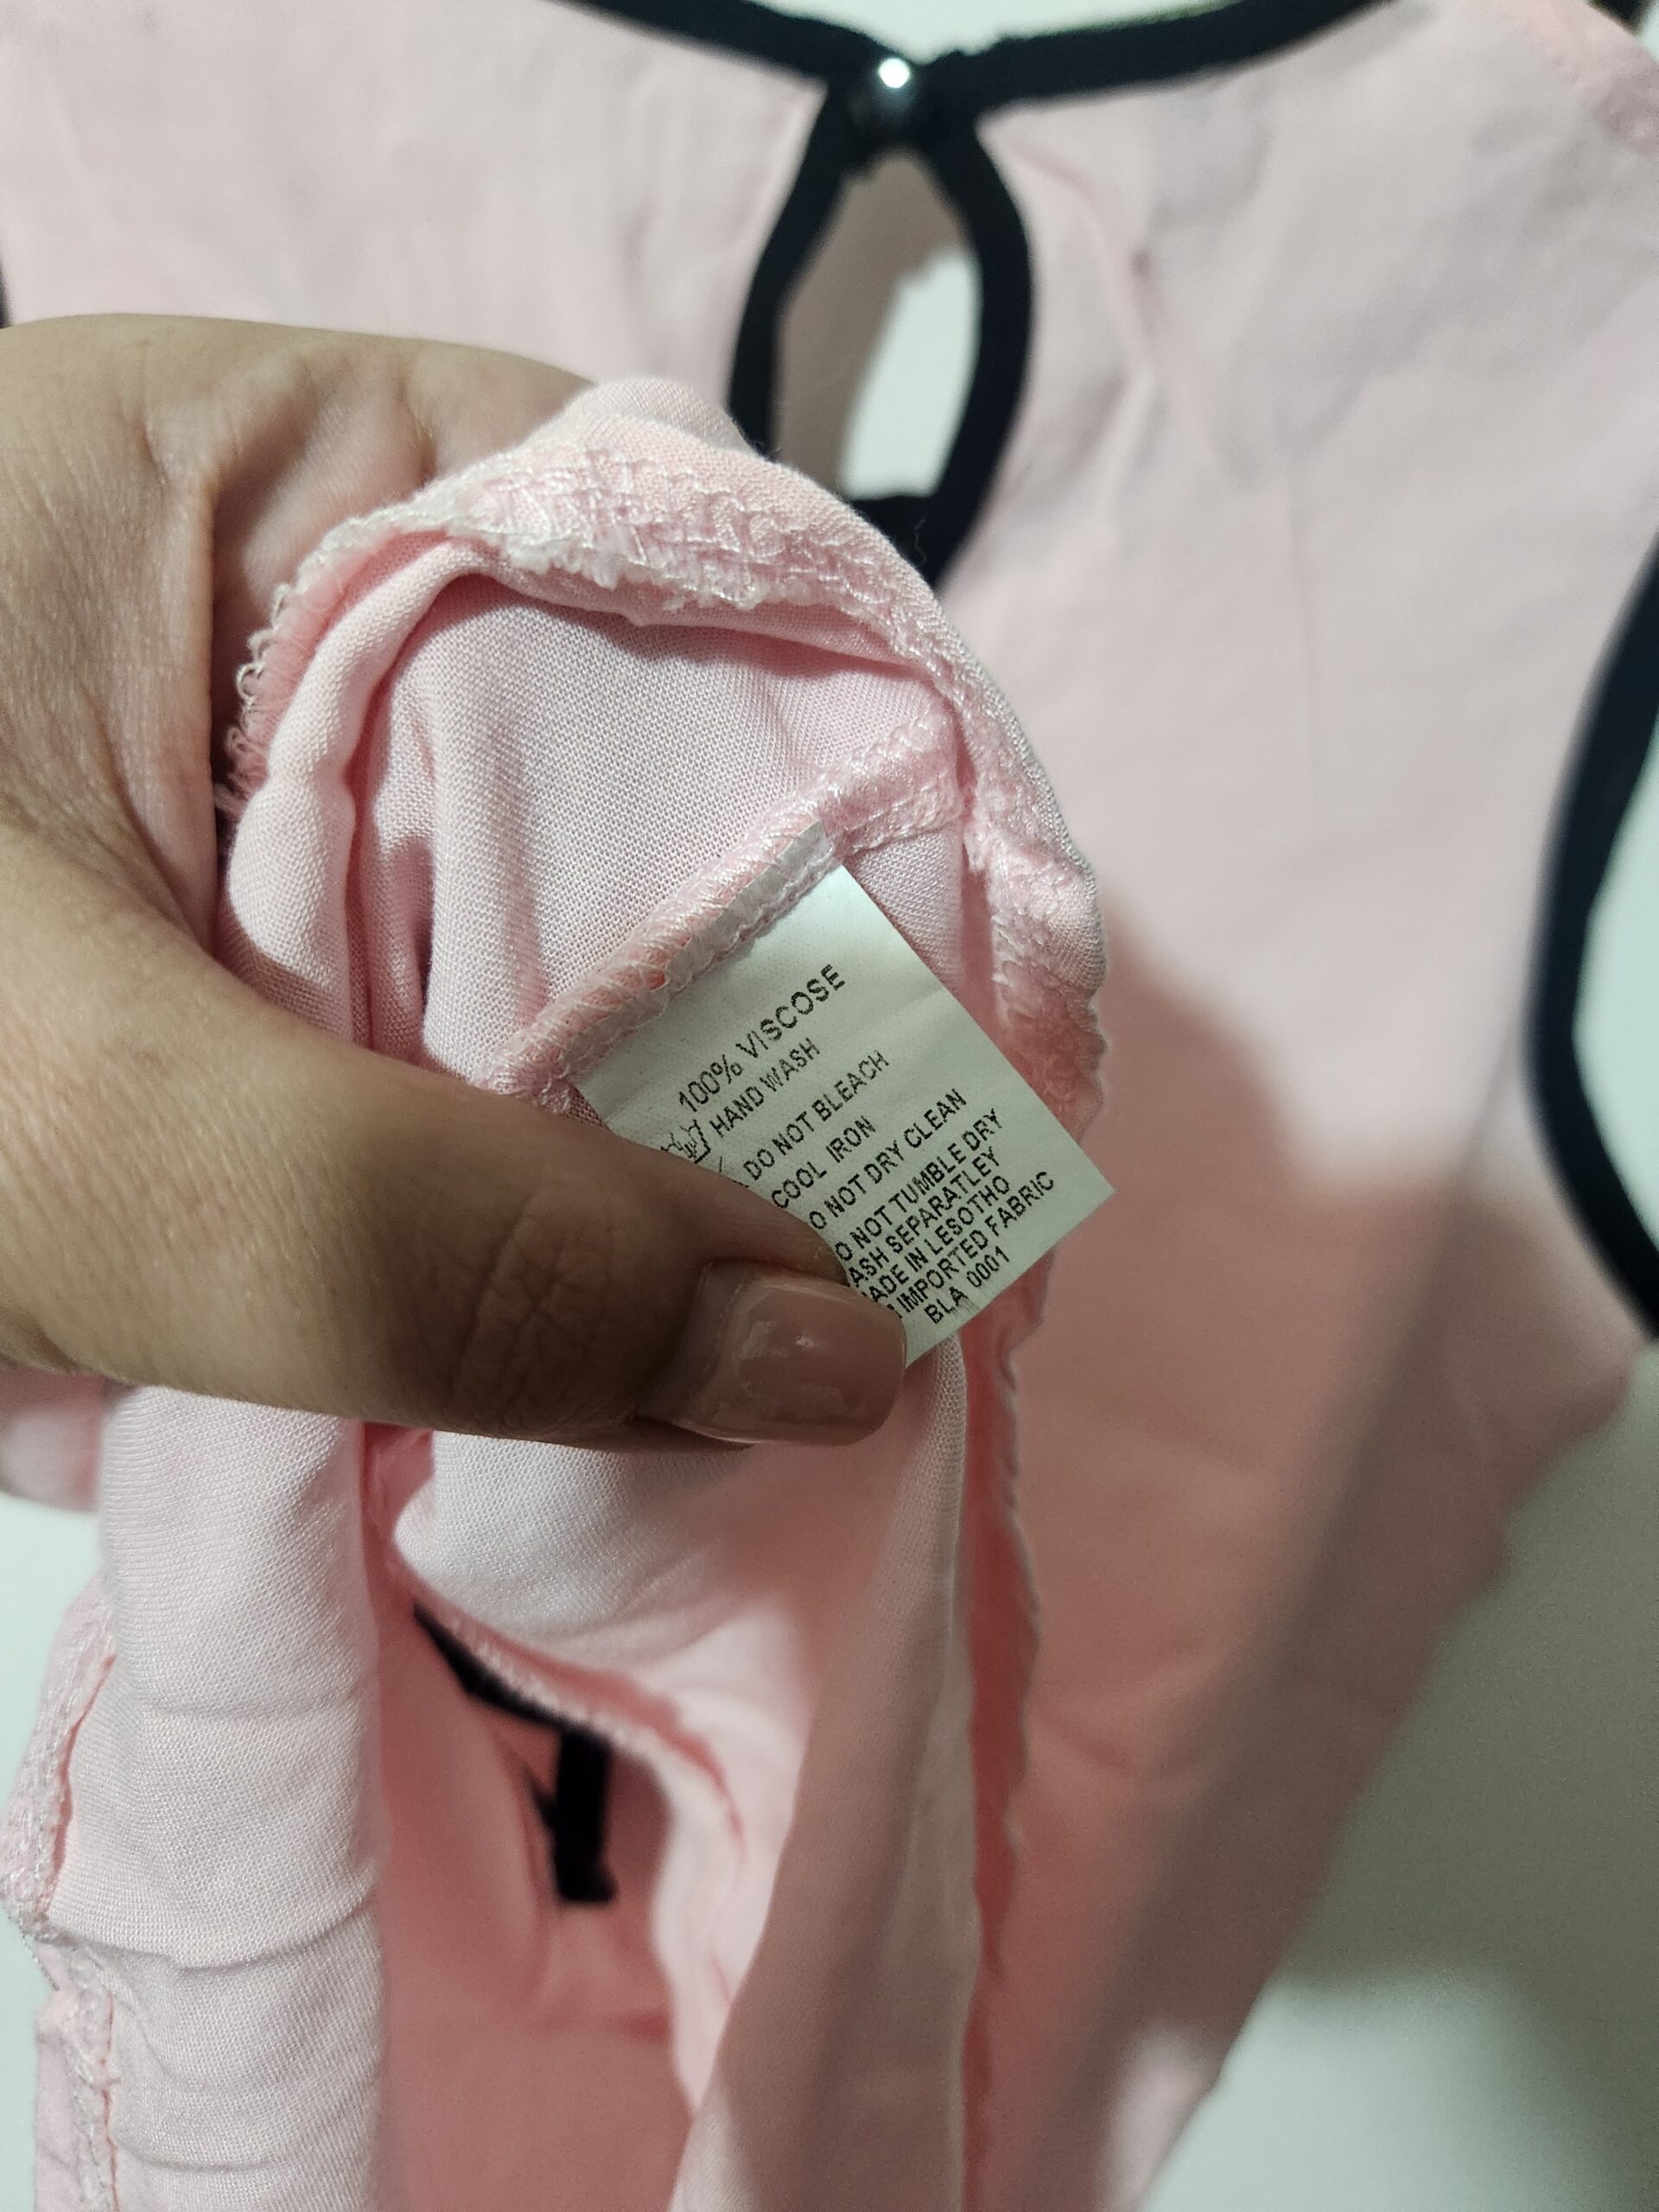 100% VISCOSE
HAND WASH
DO NOT BLEACH
COOL IRON
O NOT DRY CLEAN
O NOT TUMBLE DRY
ASH SEPARATLEY
ADE IN LESOTHO
IMPORTED FABRIC
BLA 0001